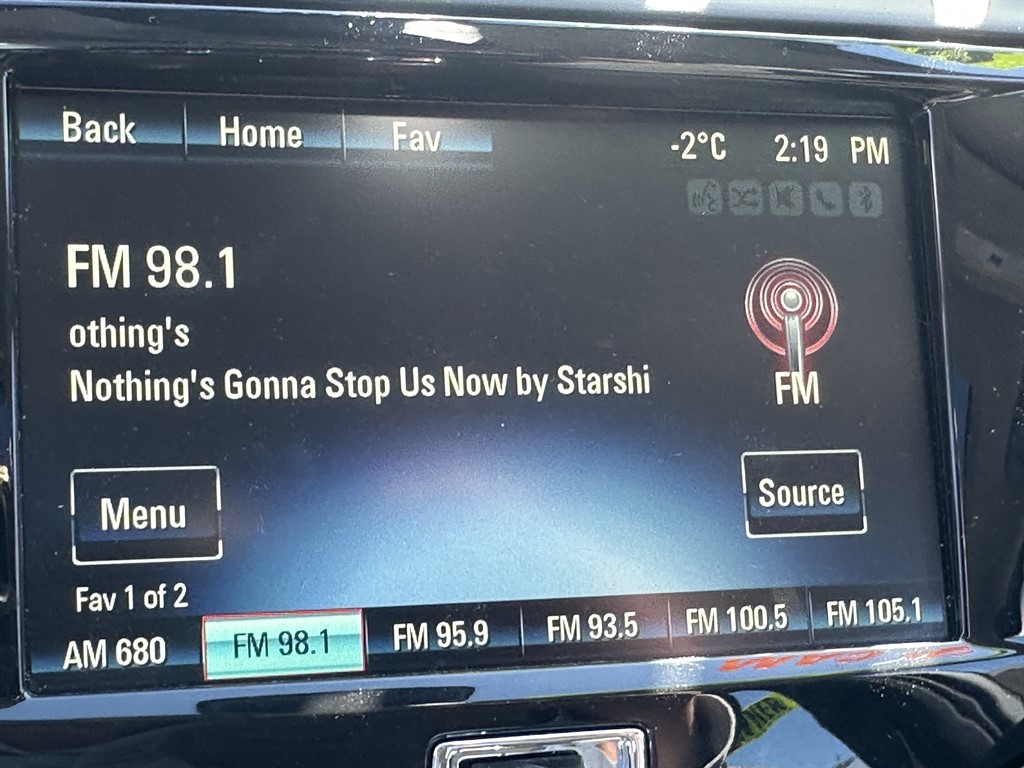 Back Home Fav -2°C 2:19 PM
FM 98.1
othing's
Nothing's Gonna Stop Us Now by Starshi
FM
Menu
Source
Fav 1 of 2
AM 680 FM 98.1 FM 95.9 FM 93.5 FM 100.5 FM 105.1